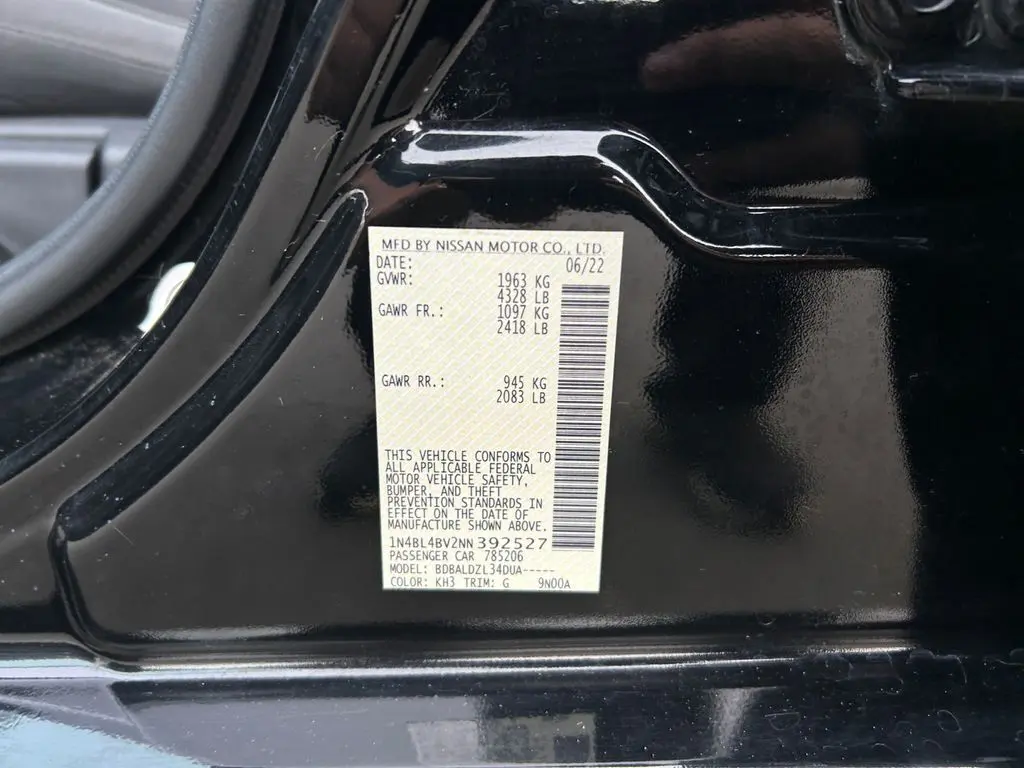 MFD BY NISSAN MOTOR CO., LTD.
DATE: 06/22
GVWR: 1963 KG
4328 LB
GAWR FR.: 1097 KG
2418 LB
GAWR RR.: 945 KG
2083 LB
THIS VEHICLE CONFORMS TO
ALL APPLICABLE FEDERAL
MOTOR VEHICLE SAFETY,
BUMPER, AND THEFT
PREVENTION STANDARDS IN
EFFECT ON THE DATE OF
MANUFACTURE SHOWN ABOVE.
1N4BL4BV2NN392527
PASSENGER CAR 785206
MODEL: BDBALDZL34DUA-----
COLOR: KH3 TRIM: G 9N00A